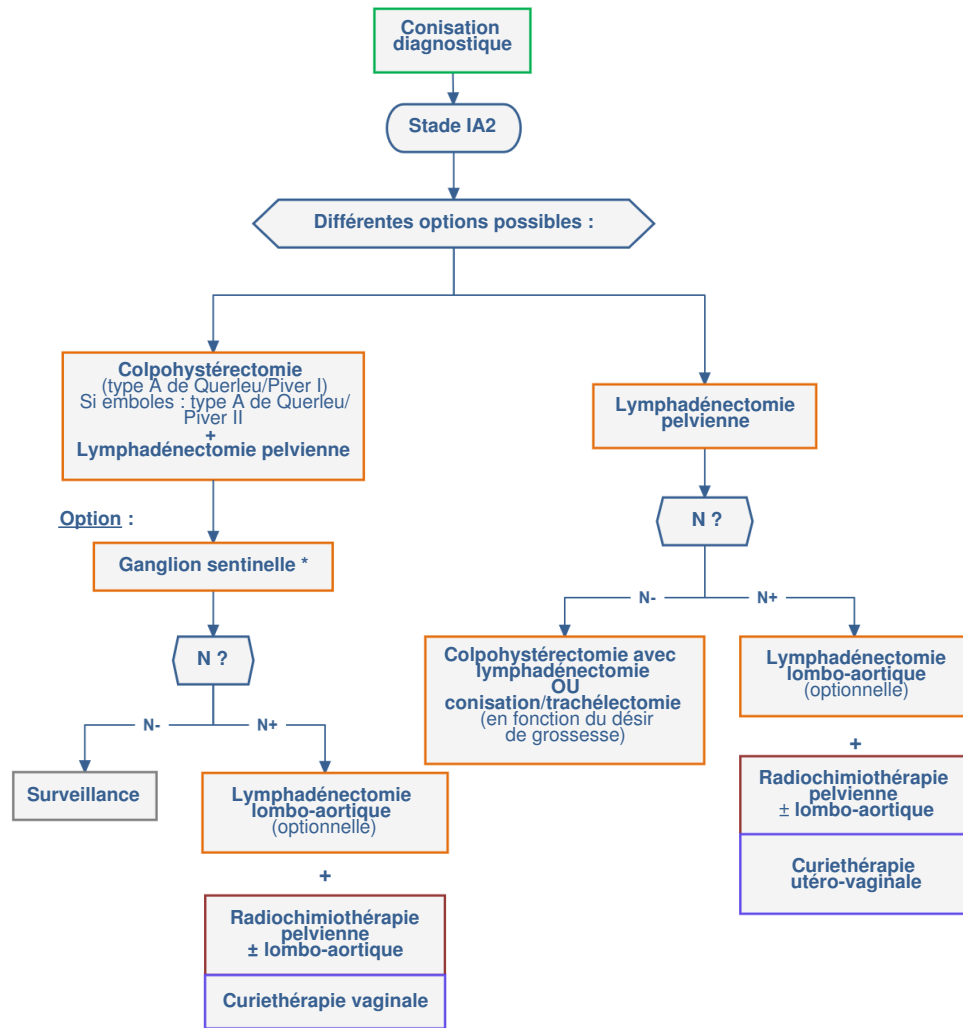 Conisation
diagnostique
Stade IA2
Différentes options possibles :
Colpohystérectomie
(type A de Querleu/Piver I)
Si emboles : type A de Querleu/
Piver II
+
Lymphadénectomie pelvienne
Option :
Ganglion sentinelle *
N ?
N-
N+
Surveillance
Lymphadénectomie
lombo-aortique
(optionnelle)
+
Radiochimiothérapie
pelvienne
± lombo-aortique
Curiethérapie vaginale
Lymphadénectomie
pelvienne
N ?
N-
N+
Colpohystérectomie avec
lymphadénectomie
OU
conisation/trachélectomie
(en fonction du désir
de grossesse)
Lymphadénectomie
lombo-aortique
(optionnelle)
+
Radiochimiothérapie
pelvienne
± lombo-aortique
Curiethérapie
utéro-vaginale